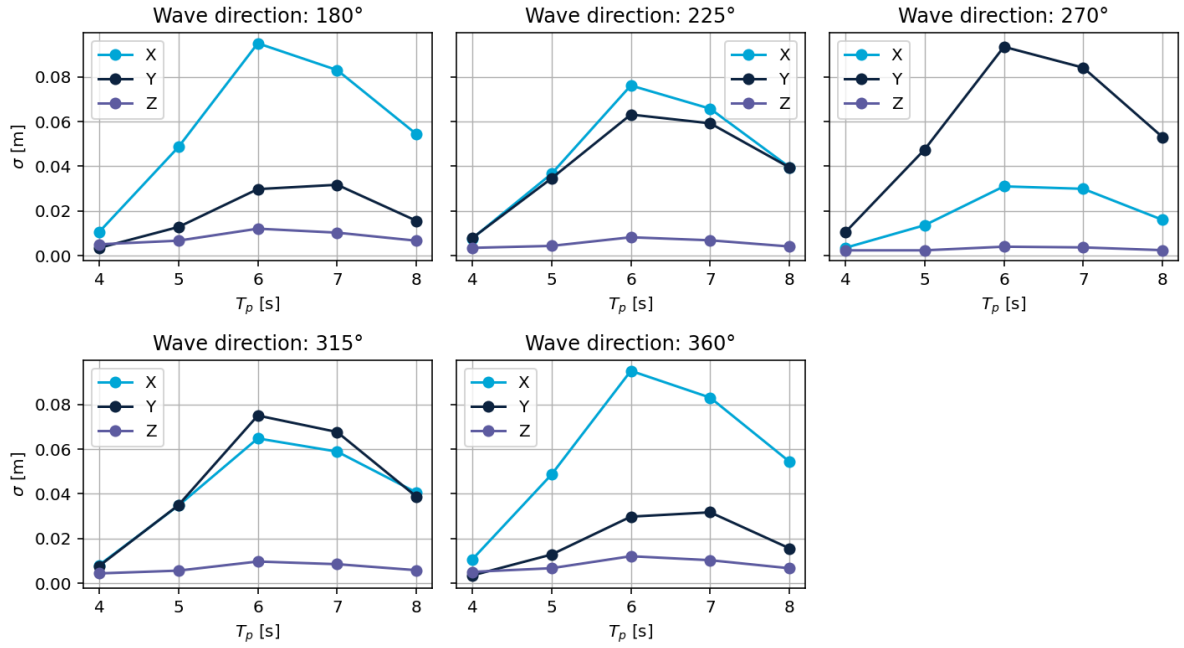 Wave direction: 180°
X
Y
Z
σ [m]
0.08
0.06
0.04
0.02
0.00
4 5 6 7 8
T_p [s]
Wave direction: 225°
X
Y
Z
4 5 6 7 8
T_p [s]
Wave direction: 270°
X
Y
Z
4 5 6 7 8
T_p [s]
Wave direction: 315°
X
Y
Z
σ [m]
0.08
0.06
0.04
0.02
0.00
4 5 6 7 8
T_p [s]
Wave direction: 360°
X
Y
Z
4 5 6 7 8
T_p [s]